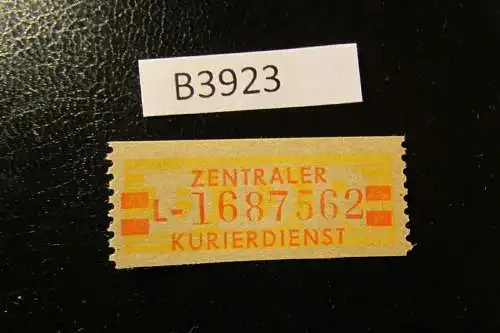 B3923
ZENTRALER
L-1687562
KURIERDIENST